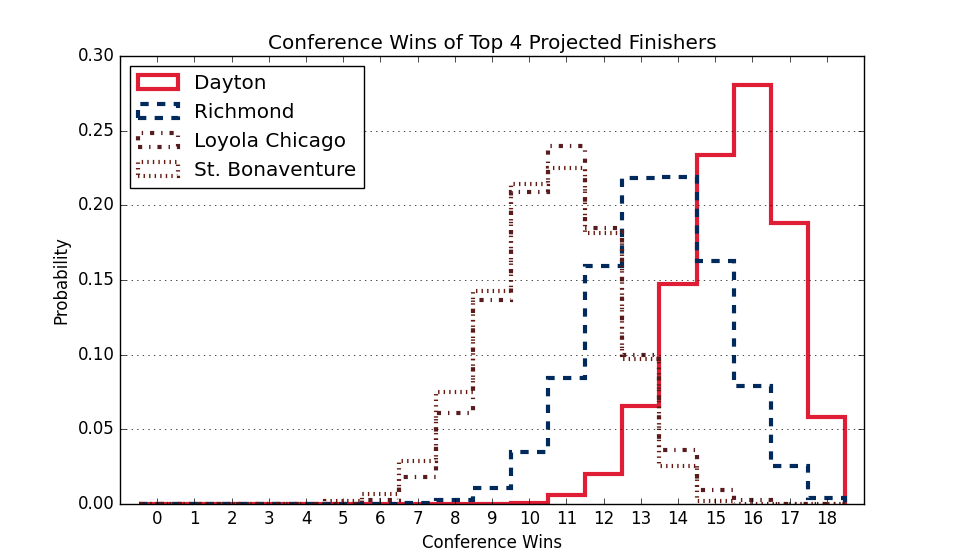 Conference Wins of Top 4 Projected Finishers
0.30
0.25
0.20
0.15
0.10
0.05
0.00
Probability
Dayton
Richmond
Loyola Chicago
St. Bonaventure
0 1 2 3 4 5 6 7 8 9 10 11 12 13 14 15 16 17 18
Conference Wins